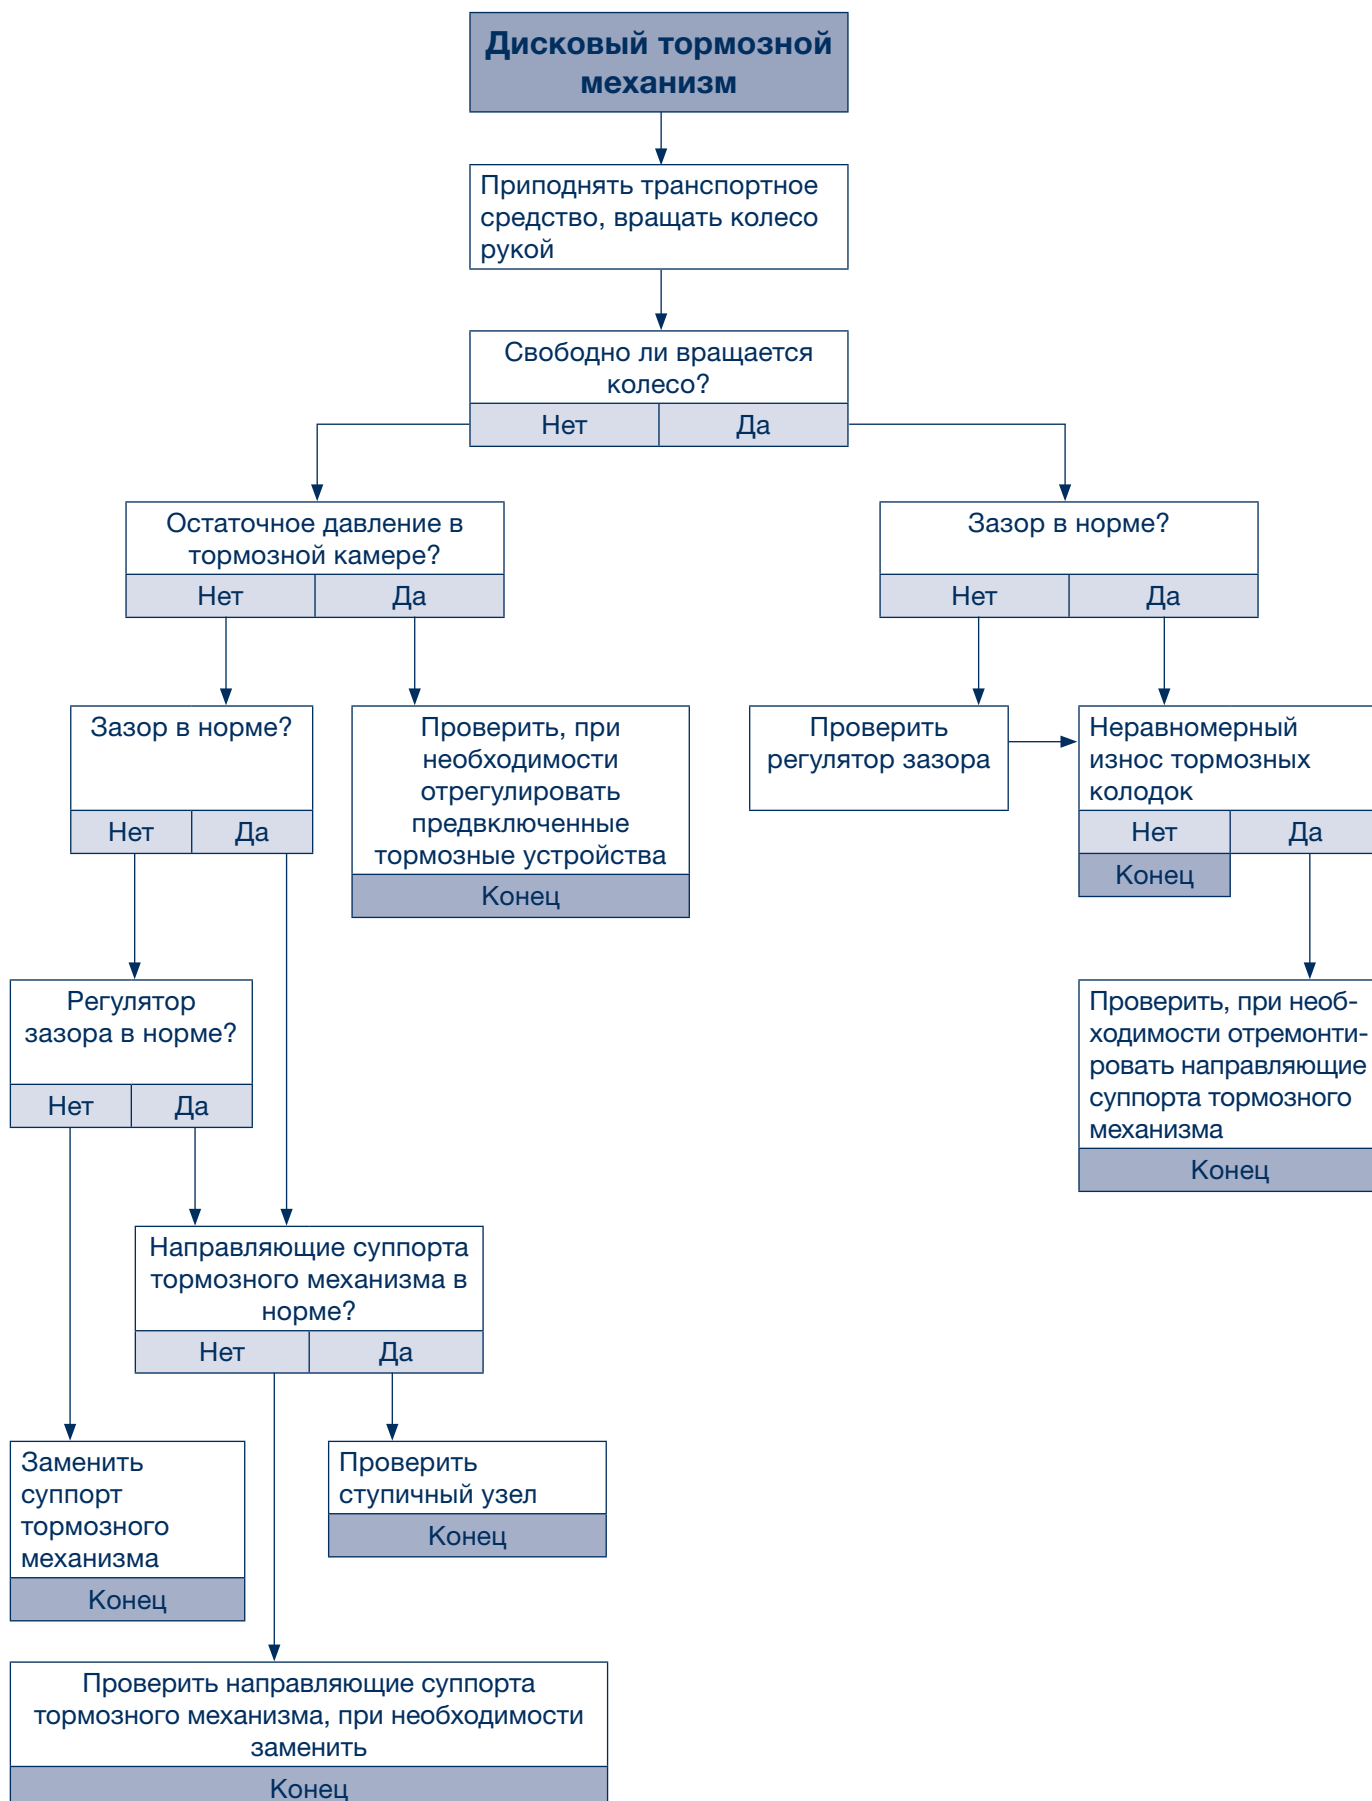 Дисковый тормозной
механизм
Приподнять транспортное
средство, вращать колесо
рукой
Свободно ли вращается
колесо?
Нет
Да
Остаточное давление в
тормозной камере?
Нет
Да
Зазор в норме?
Нет
Да
Зазор в норме?
Нет
Да
Проверить, при
необходимости
отрегулировать
предвключенные
тормозные устройства
Конец
Проверить
регулятор зазора
Неравномерный
износ тормозных
колодок
Нет
Да
Конец
Регулятор
зазора в норме?
Нет
Да
Проверить, при необ-
ходимости отремонти-
ровать направляющие
суппорта тормозного
механизма
Конец
Направляющие суппорта
тормозного механизма в
норме?
Нет
Да
Заменить
суппорт
тормозного
механизма
Конец
Проверить
ступичный узел
Конец
Проверить направляющие суппорта
тормозного механизма, при необходимости
заменить
Конец